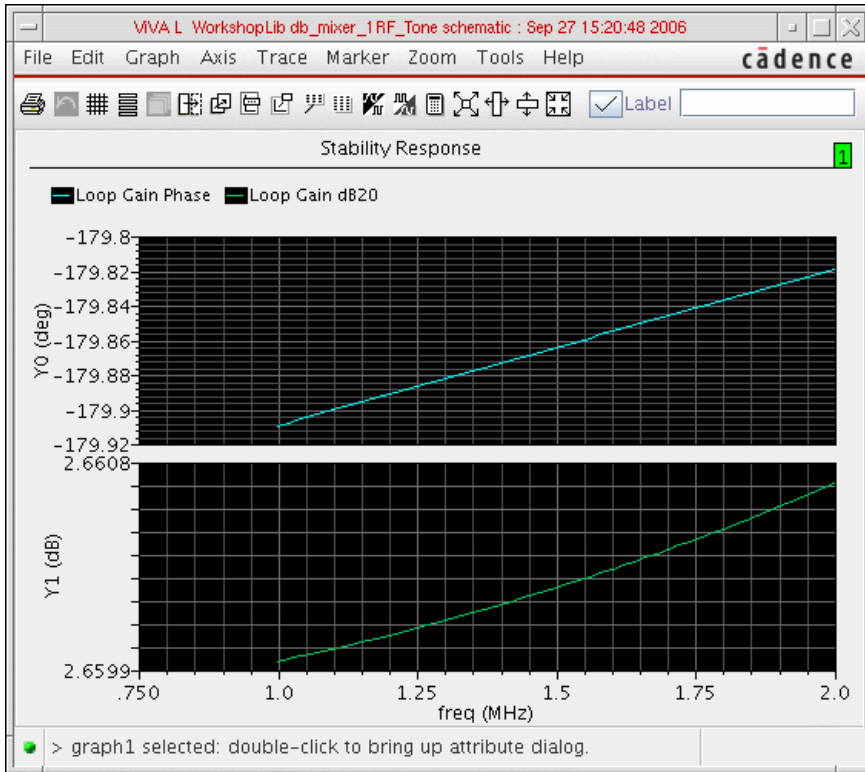 ViVA L WorkshopLib db_mixer_1RF_Tone schematic : Sep 27 15:20:48 2006
File Edit Graph Axis Trace Marker Zoom Tools Help cādence
Label
Stability Response
1
Loop Gain Phase Loop Gain dB20
-179.8
-179.82
-179.84
-179.86
-179.88
-179.9
-179.92
Y0 (deg)
2.6608
Y1 (dB)
2.6599
.750 1.0 1.25 1.5 1.75 2.0
freq (MHz)
> graph1 selected: double-click to bring up attribute dialog.